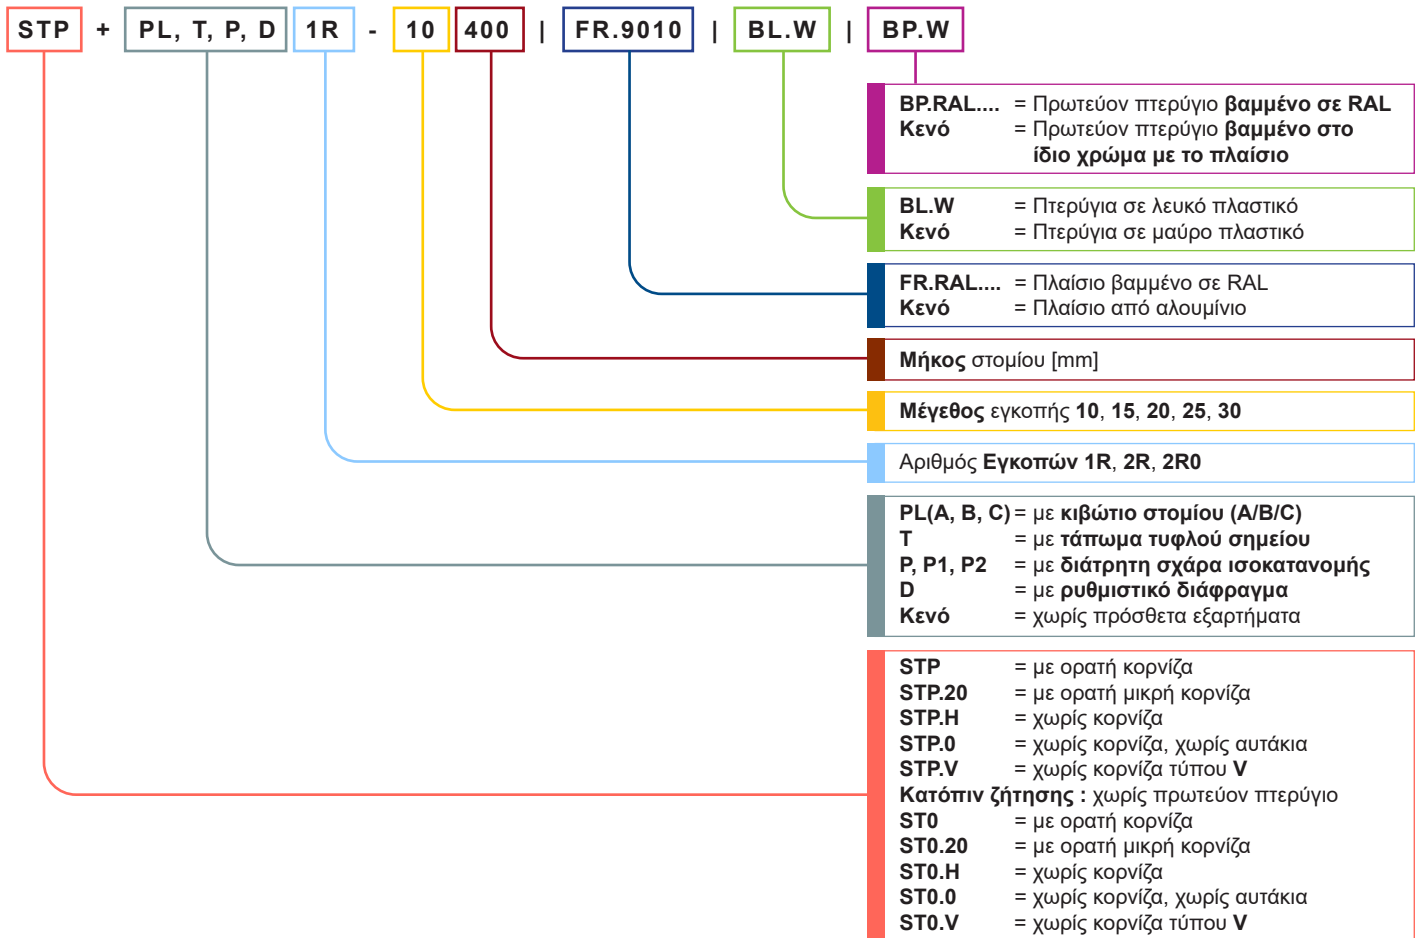 STP + PL, T, P, D 1R - 10 400 | FR.9010 | BL.W | BP.W
BP.RAL.... = Πρωτεύον πτερύγιο βαμμένο σε RAL
Κενό = Πρωτεύον πτερύγιο βαμμένο στο
ίδιο χρώμα με το πλαίσιο
BL.W = Πτερύγια σε λευκό πλαστικό
Κενό = Πτερύγια σε μαύρο πλαστικό
FR.RAL.... = Πλαίσιο βαμμένο σε RAL
Κενό = Πλαίσιο από αλουμίνιο
Μήκος στομίου [mm]
Μέγεθος εγκοπής 10, 15, 20, 25, 30
Αριθμός Εγκοπών 1R, 2R, 2R0
PL(A, B, C) = με κιβώτιο στομίου (A/B/C)
T = με τάπωμα τυφλού σημείου
P, P1, P2 = με διάτρητη σχάρα ισοκατανομής
D = με ρυθμιστικό διάφραγμα
Κενό = χωρίς πρόσθετα εξαρτήματα
STP = με ορατή κορνίζα
STP.20 = με ορατή μικρή κορνίζα
STP.H = χωρίς κορνίζα
STP.0 = χωρίς κορνίζα, χωρίς αυτάκια
STP.V = χωρίς κορνίζα τύπου V
Κατόπιν ζήτησης : χωρίς πρωτεύον πτερύγιο
ST0 = με ορατή κορνίζα
ST0.20 = με ορατή μικρή κορνίζα
ST0.H = χωρίς κορνίζα
ST0.0 = χωρίς κορνίζα, χωρίς αυτάκια
ST0.V = χωρίς κορνίζα τύπου V